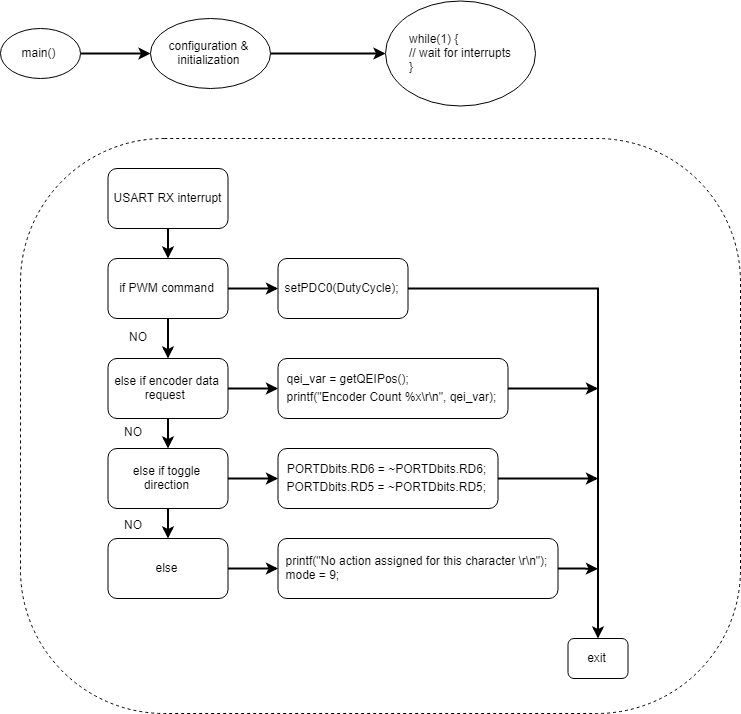 main()
configuration &
initialization
while(1) {
// wait for interrupts
}
USART RX interrupt
if PWM command
setPDC0(DutyCycle);
NO
else if encoder data
request
qei_var = getQEIPos();
printf("Encoder Count %x\r\n", qei_var);
NO
else if toggle
direction
PORTDbits.RD6 = ~PORTDbits.RD6;
PORTDbits.RD5 = ~PORTDbits.RD5;
NO
else
printf("No action assigned for this character \r\n");
mode = 9;
exit